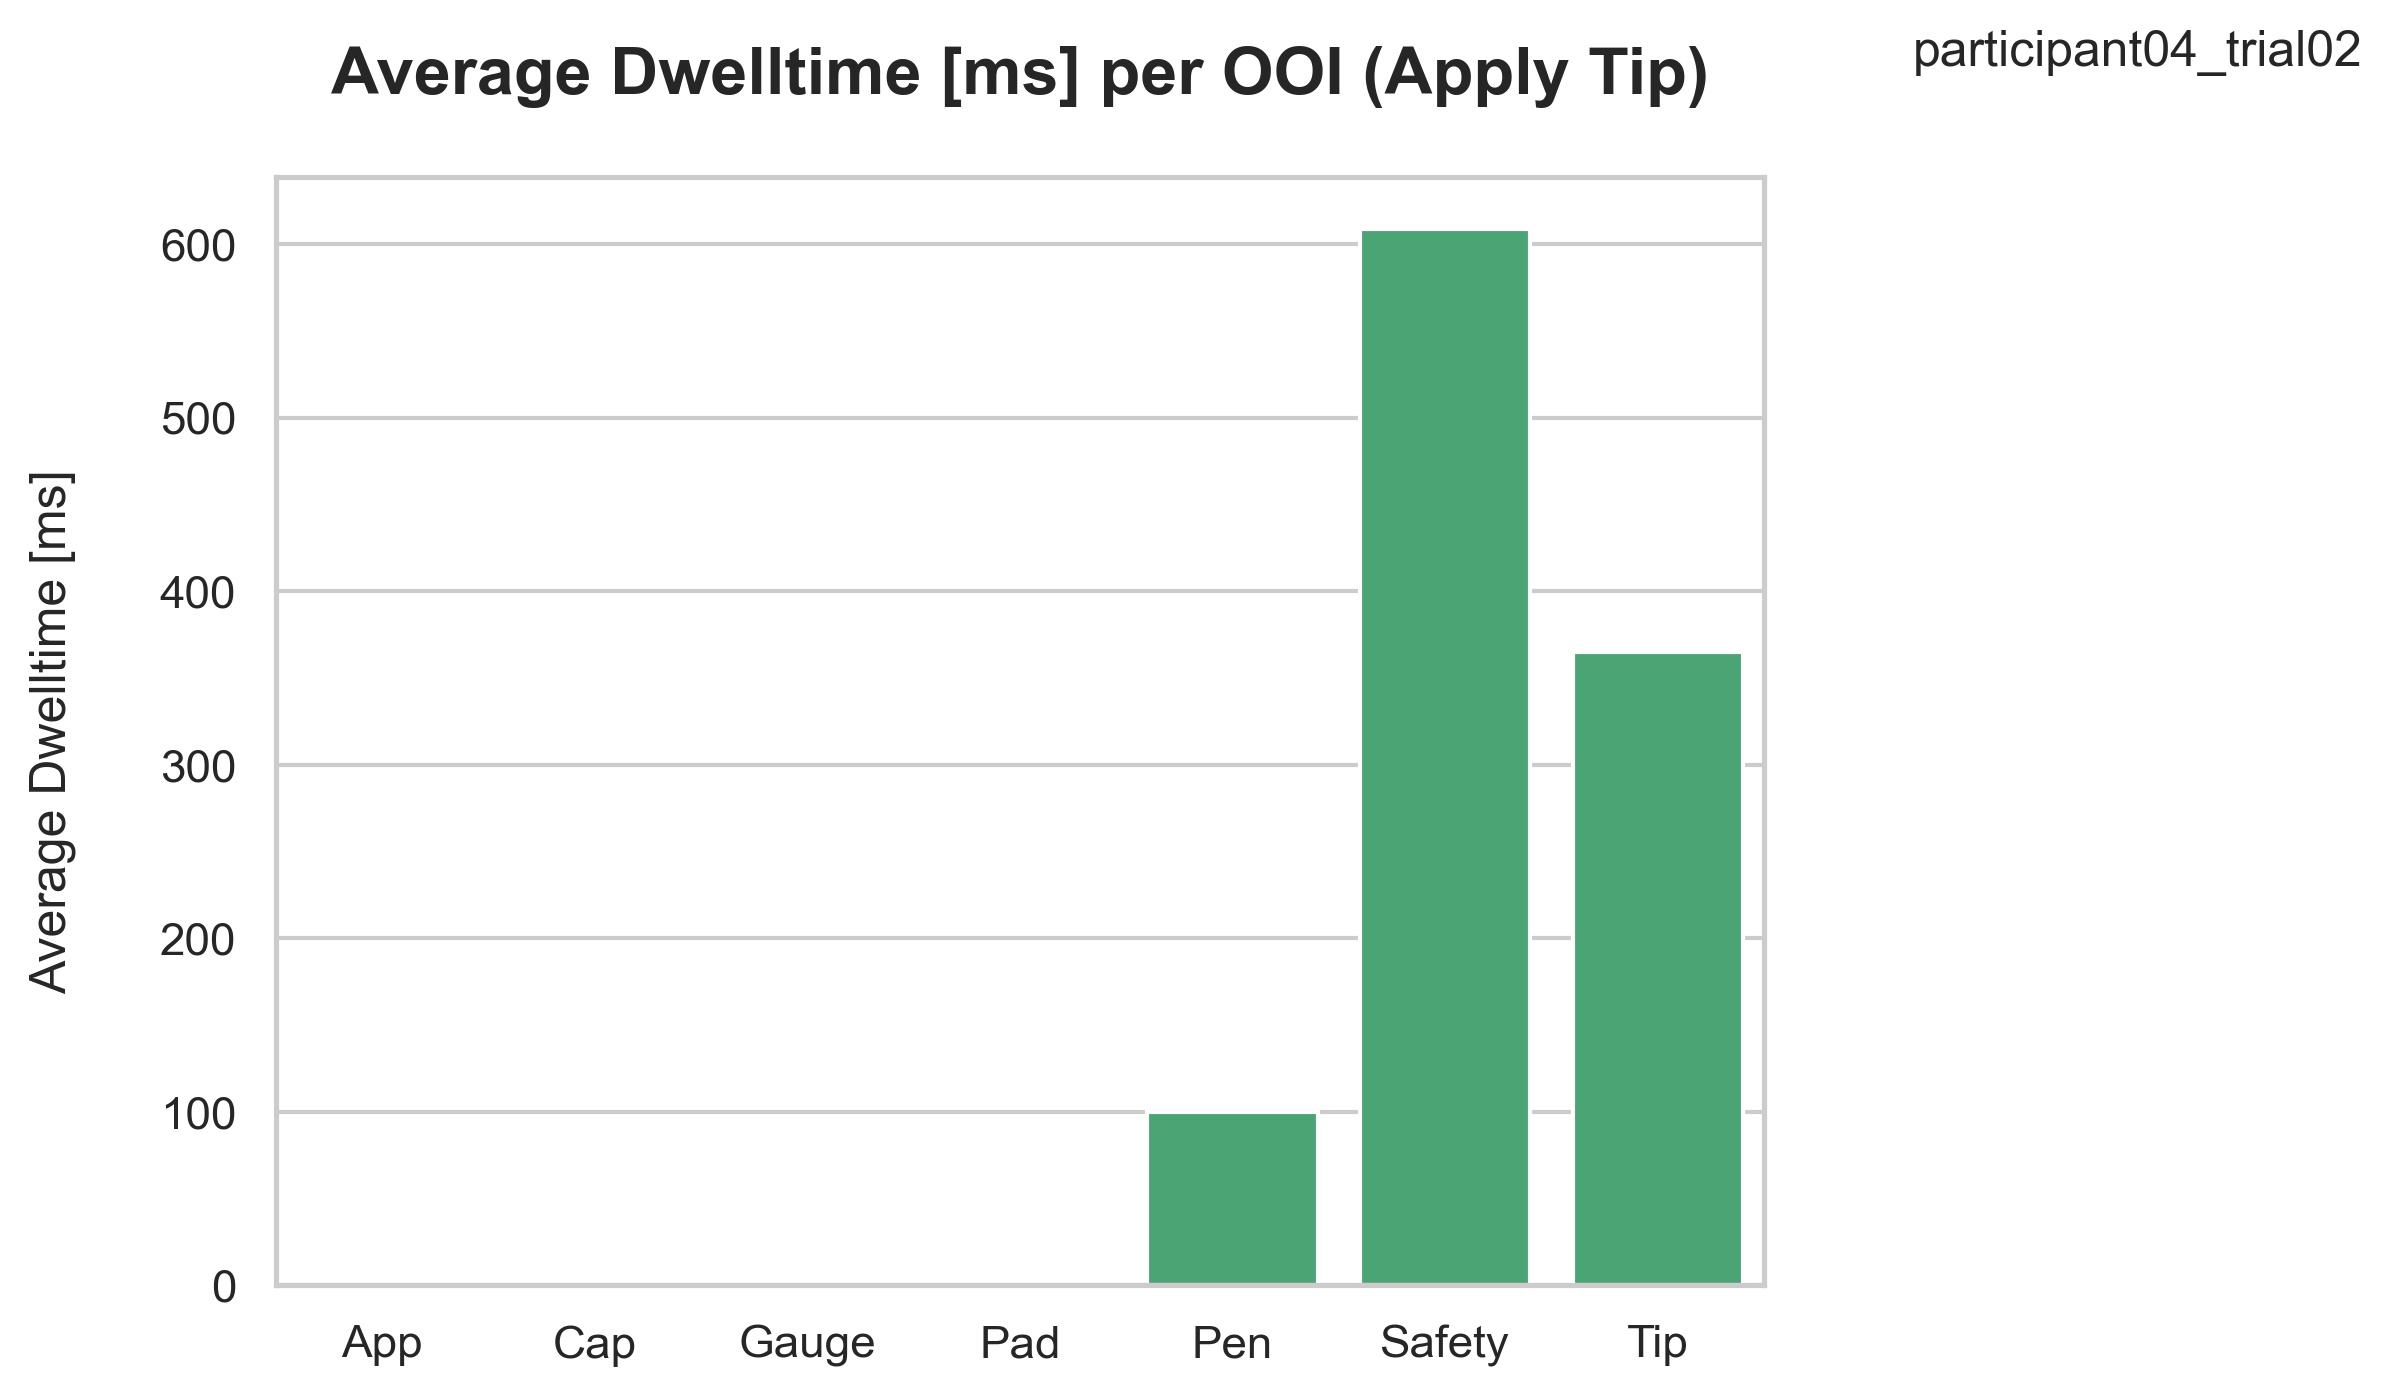 Average Dwelltime [ms] per OOI (Apply Tip)
participant04_trial02
Average Dwelltime [ms]
600
500
400
300
200
100
0
App Cap Gauge Pad Pen Safety Tip